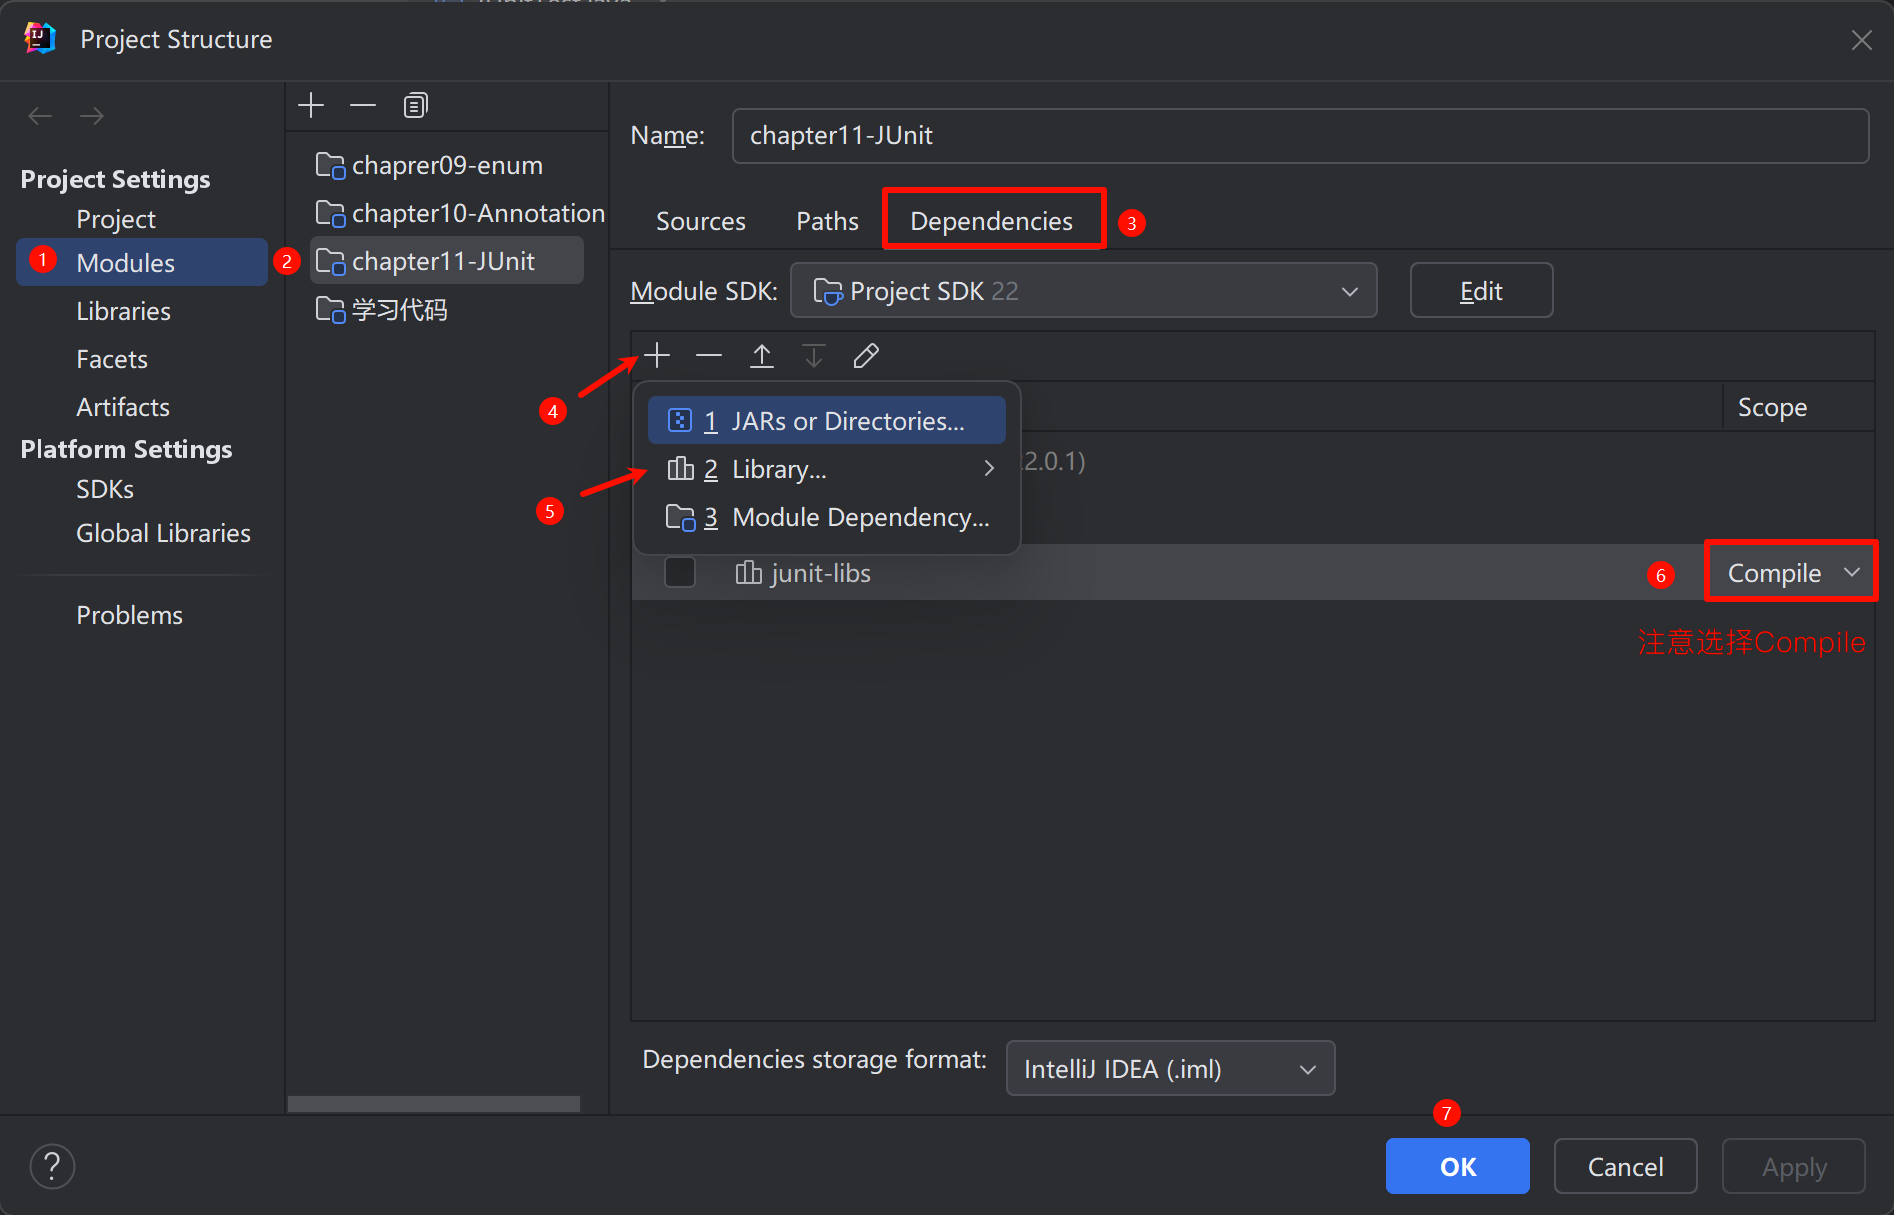 Project Structure
Project Settings
Project
1 Modules
Libraries
Facets
Artifacts
Platform Settings
SDKs
Global Libraries
Problems
chaprer09-enum
chapter10-Annotation
2 chapter11-JUnit
学习代码
Name: chapter11-JUnit
Sources Paths Dependencies 3
Module SDK: Project SDK 22 Edit
4
Scope
1 JARs or Directories...
2 Library...
2.0.1)
5
3 Module Dependency...
junit-libs 6 Compile
注意选择Compile
Dependencies storage format: IntelliJ IDEA (.iml)
7
? OK Cancel Apply